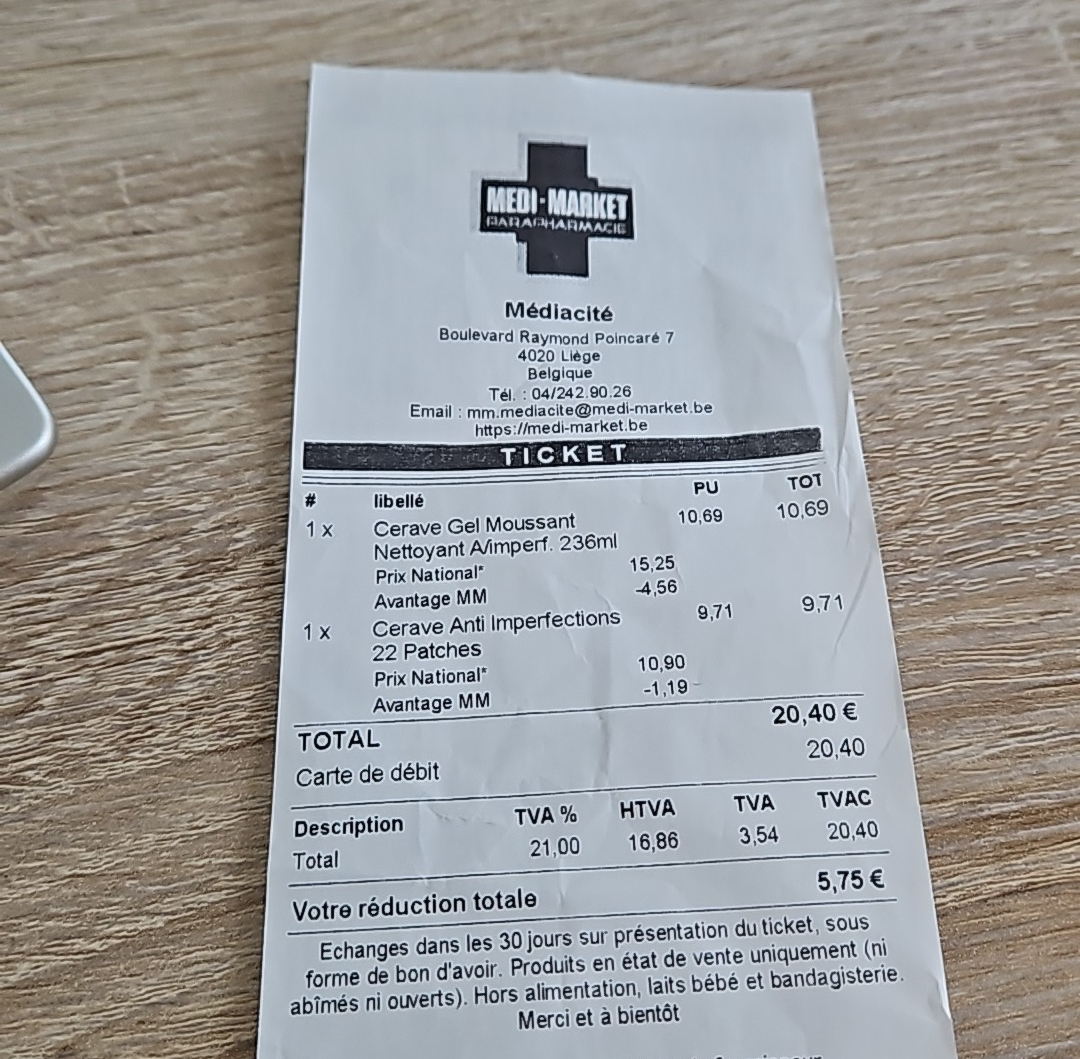 MEDI-MARKET
PARAPHARMACIE
Médiacité
Boulevard Raymond Poincaré 7
4020 Liège
Belgique
Tél. : 04/242.90.26
Email : mm.mediacite@medi-market.be
https://medi-market.be
TICKET
# libellé PU TOT
1 x Cerave Gel Moussant 10,69 10,69
Nettoyant A/imperf. 236ml
Prix National* 15,25
Avantage MM -4,56
1 x Cerave Anti Imperfections 9,71 9,71
22 Patches
Prix National* 10,90
Avantage MM -1,19
TOTAL 20,40 €
Carte de débit 20,40
Description TVA % HTVA TVA TVAC
Total 21,00 16,86 3,54 20,40
Votre réduction totale 5,75 €
Echanges dans les 30 jours sur présentation du ticket, sous
forme de bon d'avoir. Produits en état de vente uniquement (ni
abîmés ni ouverts). Hors alimentation, laits bébé et bandagisterie.
Merci et à bientôt